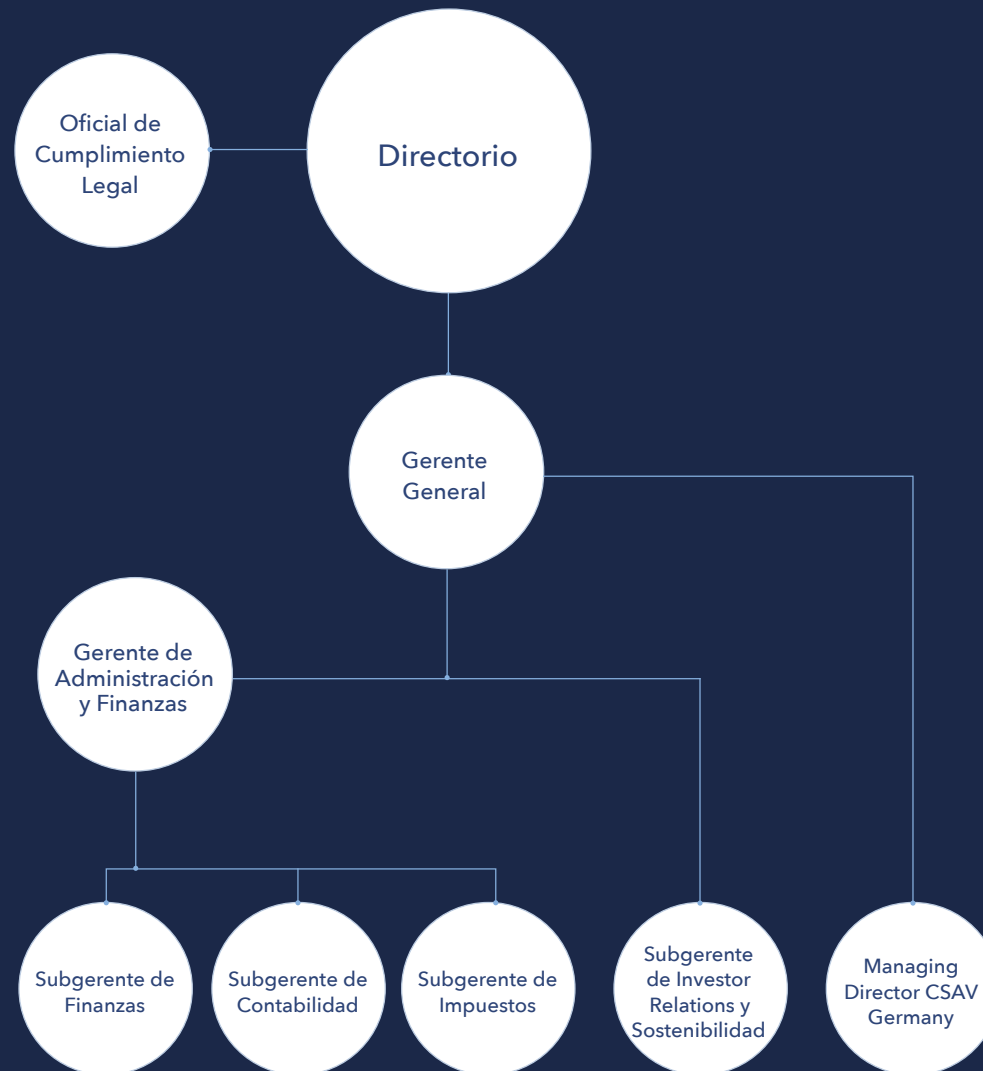 Oficial de
Cumplimiento
Legal
Directorio
Gerente
General
Gerente de
Administración
y Finanzas
Subgerente de
Finanzas
Subgerente de
Contabilidad
Subgerente de
Impuestos
Subgerente
de Investor
Relations y
Sostenibilidad
Managing
Director CSAV
Germany